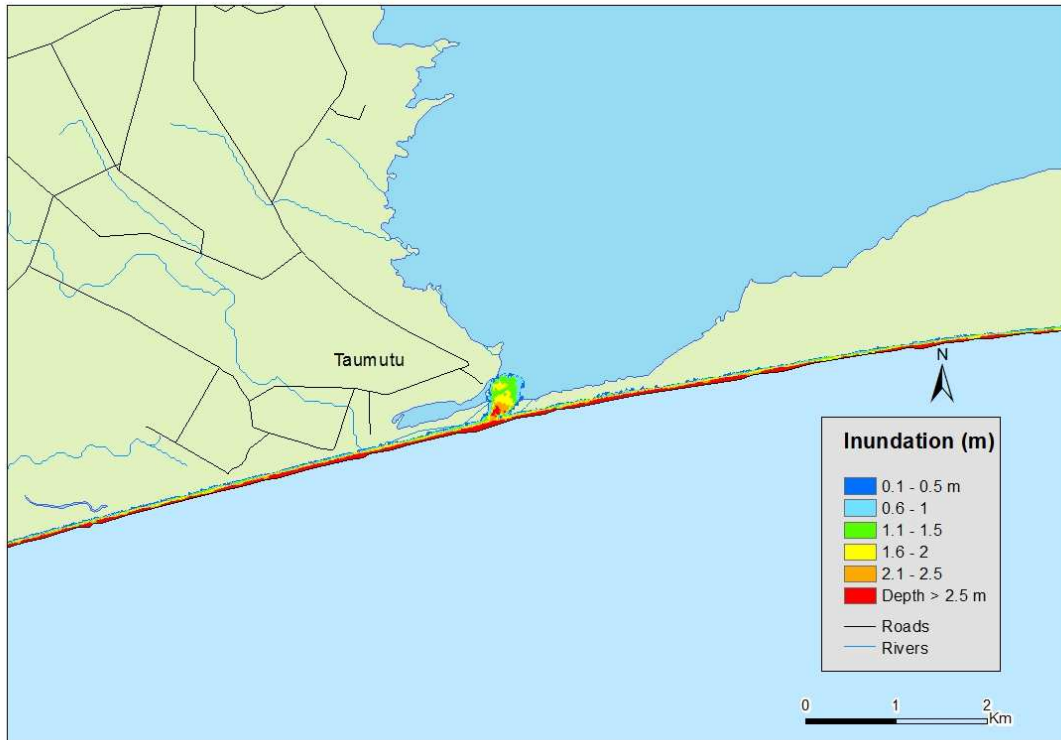 Taumutu
N
Inundation (m)
0.1 - 0.5 m
0.6 - 1
1.1 - 1.5
1.6 - 2
2.1 - 2.5
Depth > 2.5 m
Roads
Rivers
0 1 2
Km